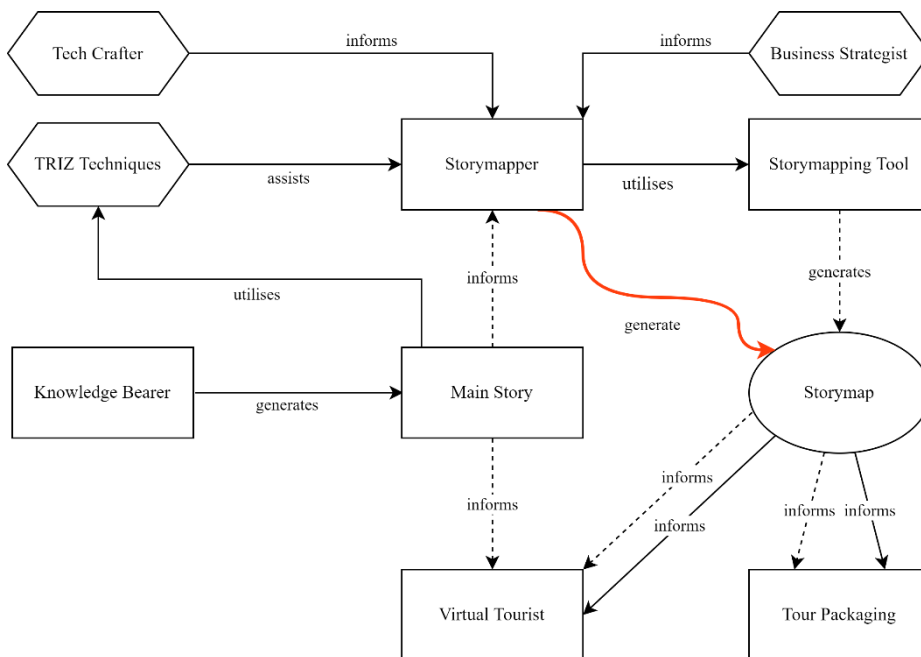 Tech Crafter
informs
informs
Business Strategist
TRIZ Techniques
assists
Storymapper
utilises
Storymapping Tool
utilises
informs
generate
generates
Knowledge Bearer
generates
Main Story
Storymap
informs
informs
informs
informs
informs
Virtual Tourist
Tour Packaging